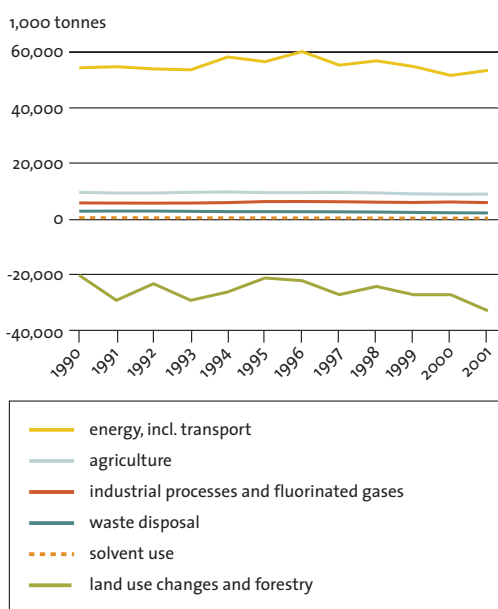 1,000 tonnes
60,000
40,000
20,000
0
-20,000
-40,000
1990 1991 1992 1993 1994 1995 1996 1997 1998 1999 2000 2001
energy, incl. transport
agriculture
industrial processes and fluorinated gases
waste disposal
solvent use
land use changes and forestry